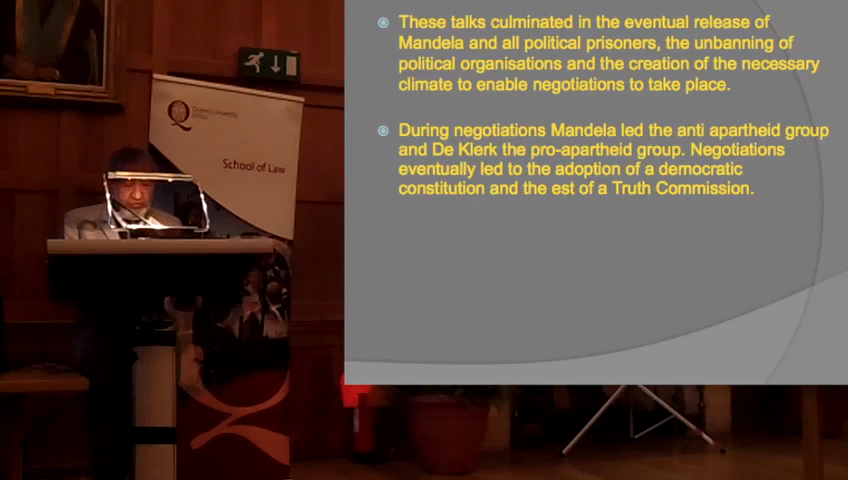 These talks culminated in the eventual release of
Mandela and all political prisoners, the unbanning of
political organisations and the creation of the necessary
climate to enable negotiations to take place.
During negotiations Mandela led the anti apartheid group
and De Klerk the pro-apartheid group. Negotiations
eventually led to the adoption of a democratic
constitution and the est of a Truth Commission.
Queen's University
Belfast
School of Law